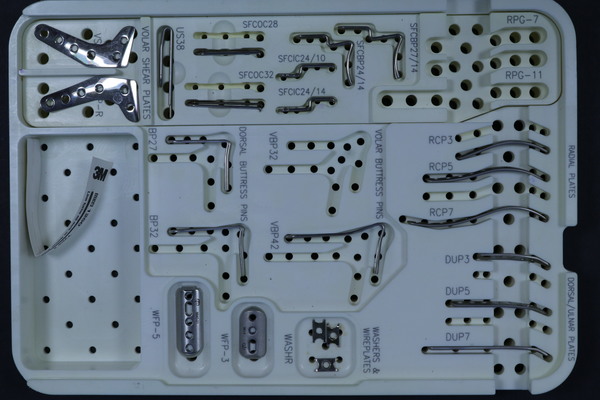 VOLAR SHEAR PLATES
US38
SFCOC28
SFCIC24/10
SFCOC32
SFCIC24/14
SFCBP24/14
SFCBP27/14
RPG-7
RPG-11
BP27
DORSAL BUTTRESS PINS
VBP32
VOLAR BUTTRESS PINS
RCP3
RCP5
RCP7
RADIAL PLATES
3M
BP32
VBP42
DUP3
DUP5
DUP7
DORSAL/ULNAR PLATES
WFP-5
WFP-3
WASHR
WASHERS &
WIREPLATES